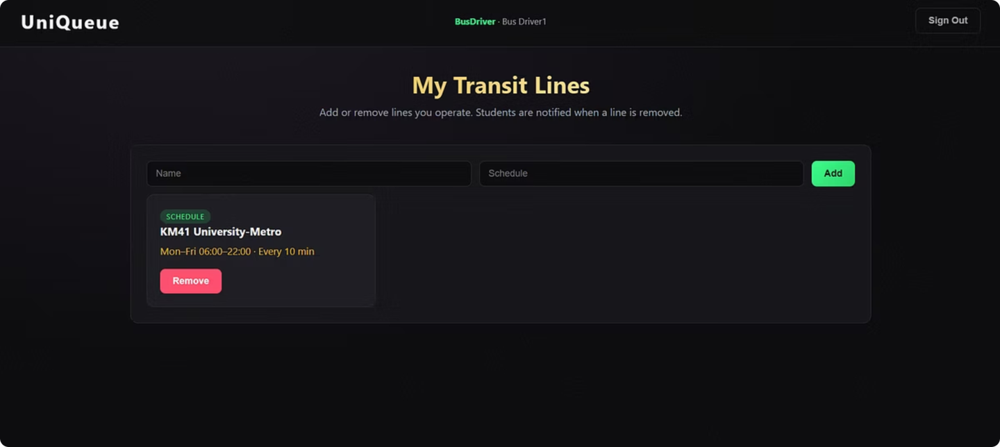 UniQueue
BusDriver · Bus Driver1
Sign Out
My Transit Lines
Add or remove lines you operate. Students are notified when a line is removed.
Name
Schedule
Add
SCHEDULE
KM41 University-Metro
Mon–Fri 06:00–22:00 · Every 10 min
Remove